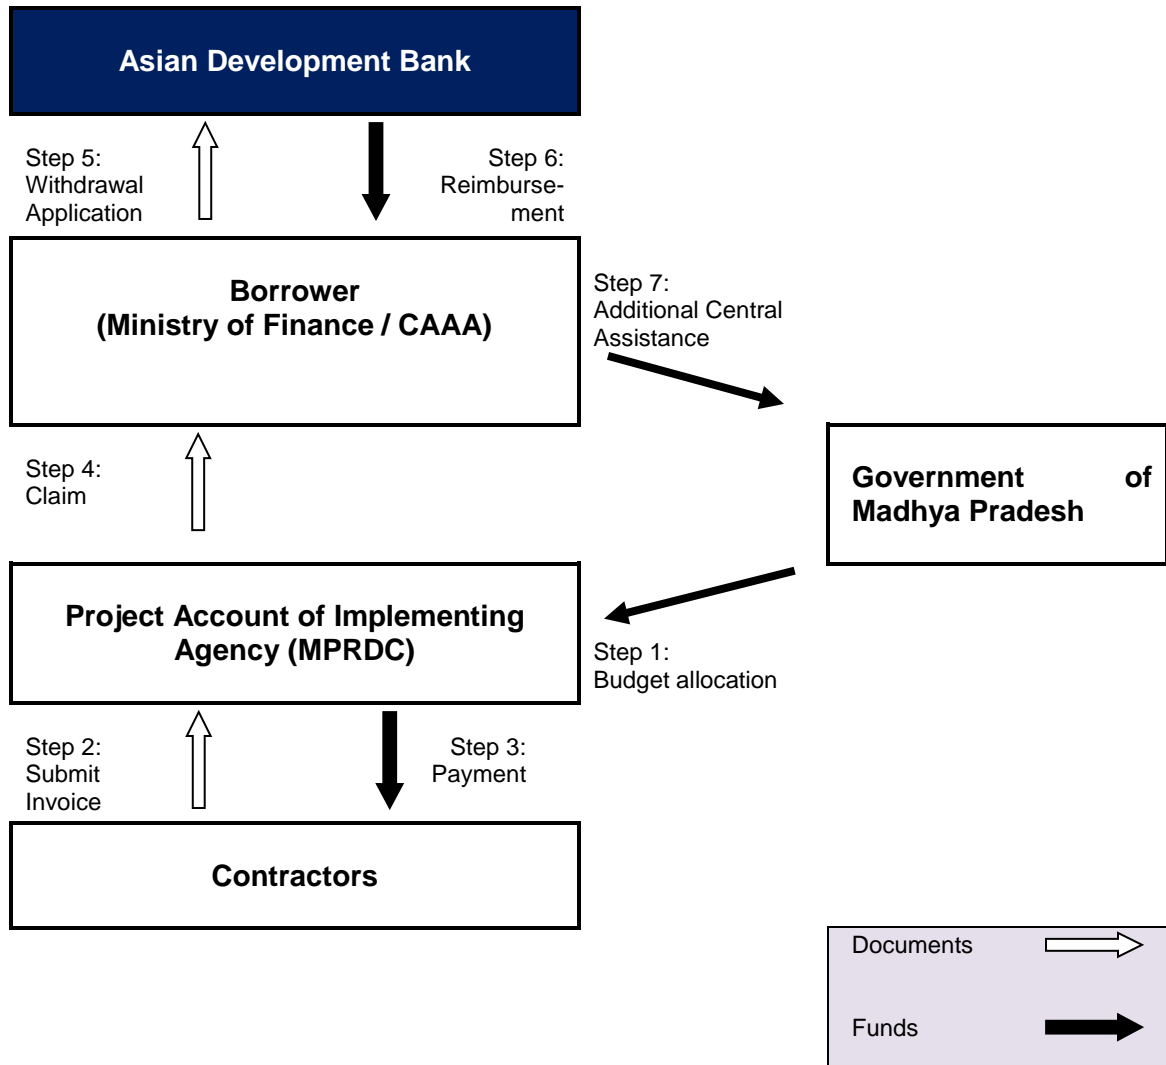 Asian Development Bank
Step 5:
Withdrawal
Application
Step 6:
Reimburse-
ment
Borrower
(Ministry of Finance / CAAA)
Step 7:
Additional Central
Assistance
Step 4:
Claim
Government of
Madhya Pradesh
Project Account of Implementing
Agency (MPRDC)
Step 1:
Budget allocation
Step 2:
Submit
Invoice
Step 3:
Payment
Contractors
Documents
Funds